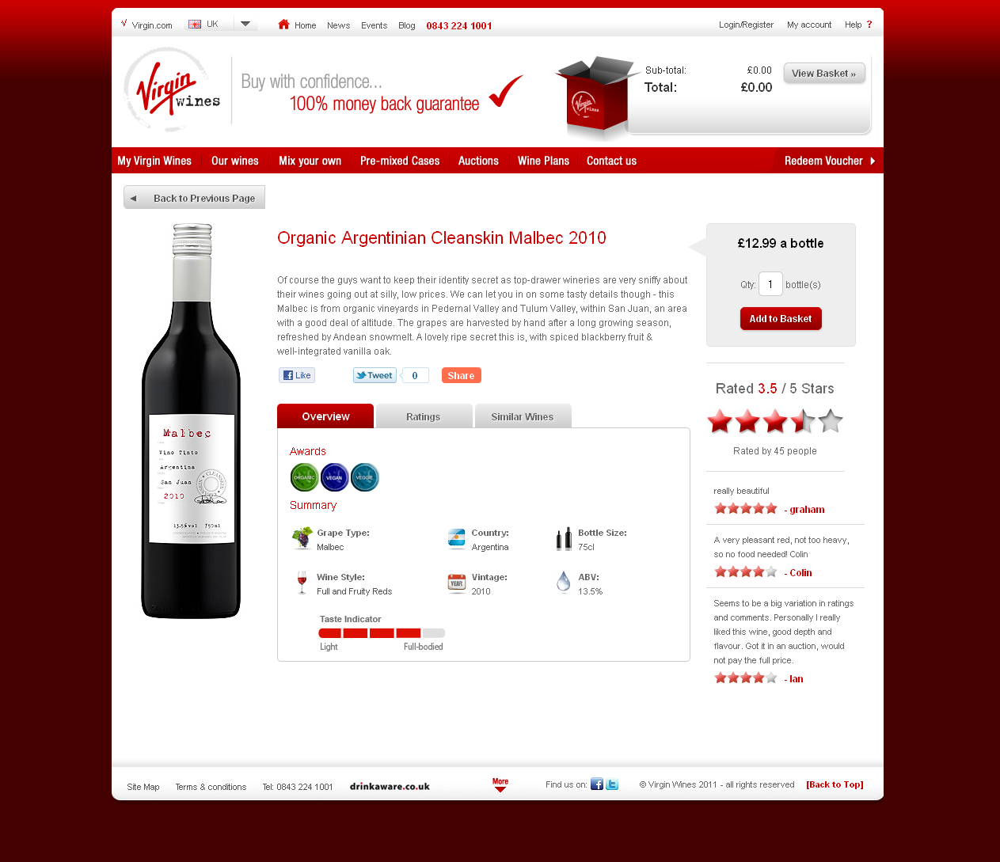 Virgin.com
UK
Home
News
Events
Blog
0843 224 1001
Login/Register
My account
Help ?
Virgin wines
Buy with confidence...
100% money back guarantee
Virgin wines
Sub-total: £0.00
Total: £0.00
View Basket »
My Virgin Wines
Our wines
Mix your own
Pre-mixed Cases
Auctions
Wine Plans
Contact us
Redeem Voucher
Back to Previous Page
Malbec
Vino Tinto
Argentina
San Juan
2010
CLEANSKIN
13.5%vol 750ml
Organic Argentinian Cleanskin Malbec 2010
Of course the guys want to keep their identity secret as top-drawer wineries are very sniffy about
their wines going out at silly, low prices. We can let you in on some tasty details though - this
Malbec is from organic vineyards in Pedernal Valley and Tulum Valley, within San Juan, an area
with a good deal of altitude. The grapes are harvested by hand after a long growing season,
refreshed by Andean snowmelt. A lovely ripe secret this is, with spiced blackberry fruit &
well-integrated vanilla oak.
Like
Tweet
0
Share
Overview
Ratings
Similar Wines
Awards
ORGANIC
VEGAN
VEGGIE
Summary
Grape Type:
Malbec
Country:
Argentina
Bottle Size:
75cl
Wine Style:
Full and Fruity Reds
YEAR
Vintage:
2010
ABV:
13.5%
Taste Indicator
Light
Full-bodied
£12.99 a bottle
Qty: 1 bottle(s)
Add to Basket
Rated 3.5 / 5 Stars
Rated by 45 people
really beautiful
- graham
A very pleasant red, not too heavy,
so no food needed! Colin
- Colin
Seems to be a big variation in ratings
and comments. Personally I really
liked this wine, good depth and
flavour. Got it in an auction, would
not pay the full price.
- Ian
Site Map
Terms & conditions
Tel: 0843 224 1001
drinkaware.co.uk
More
Find us on:
© Virgin Wines 2011 - all rights reserved
[Back to Top]